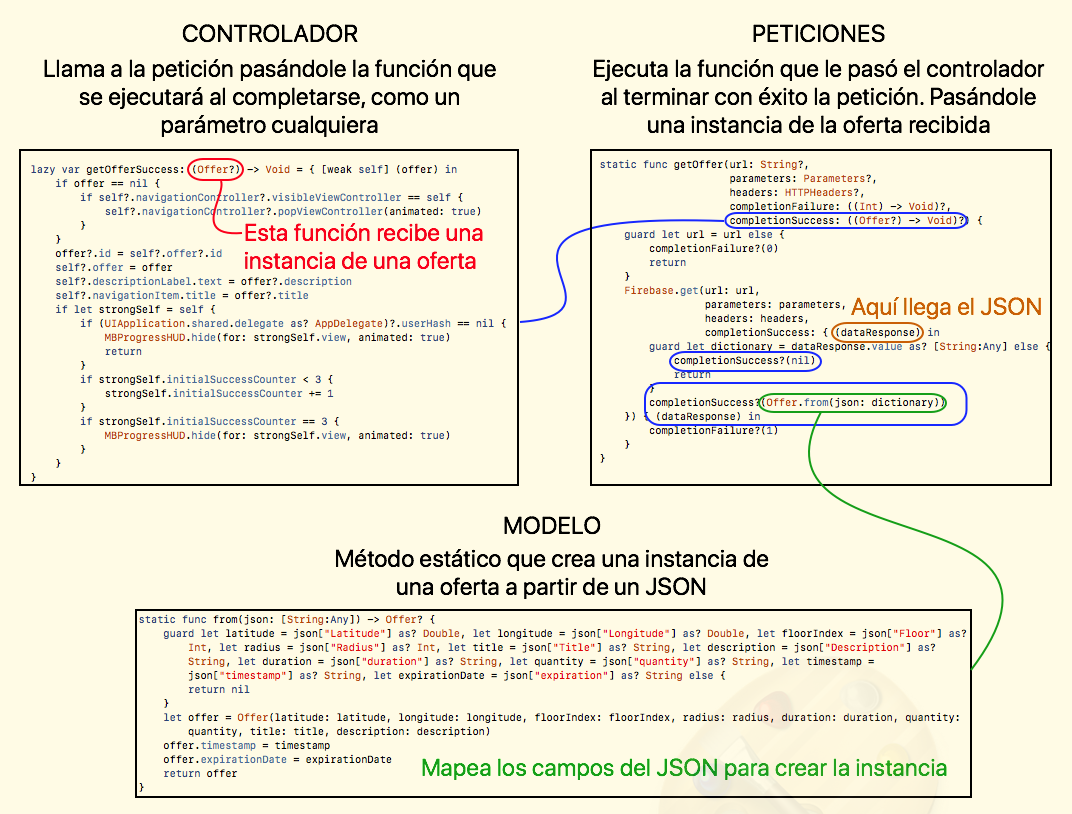 CONTROLADOR
Llama a la petición pasándole la función que
se ejecutará al completarse, como un
parámetro cualquiera
lazy var getOfferSuccess: (Offer?) -> Void = { [weak self] (offer) in
if offer == nil {
if self?.navigationController?.visibleViewController == self {
self?.navigationController?.popViewController(animated: true)
}
}
offer?.id = self?.offer?.id
self?.offer = offer
self?.descriptionLabel.text = offer?.description
self?.navigationItem.title = offer?.title
if let strongSelf = self {
if (UIApplication.shared.delegate as? AppDelegate)?.userHash == nil {
MBProgressHUD.hide(for: strongSelf.view, animated: true)
return
}
if strongSelf.initialSuccessCounter < 3 {
strongSelf.initialSuccessCounter += 1
}
if strongSelf.initialSuccessCounter == 3 {
MBProgressHUD.hide(for: strongSelf.view, animated: true)
}
}
}
Esta función recibe una
instancia de una oferta
PETICIONES
Ejecuta la función que le pasó el controlador
al terminar con éxito la petición. Pasándole
una instancia de la oferta recibida
static func getOffer(url: String?,
parameters: Parameters?,
headers: HTTPHeaders?,
completionFailure: ((Int) -> Void)?,
completionSuccess: ((Offer?) -> Void)?) {
guard let url = url else {
completionFailure?(0)
return
}
Firebase.get(url: url,
parameters: parameters,
headers: headers,
completionSuccess: { (dataResponse) in
guard let dictionary = dataResponse.value as? [String:Any] else {
completionSuccess?(nil)
return
}
completionSuccess?(Offer.from(json: dictionary))
}) { (dataResponse) in
completionFailure?(1)
}
}
Aquí llega el JSON
MODELO
Método estático que crea una instancia de
una oferta a partir de un JSON
static func from(json: [String:Any]) -> Offer? {
guard let latitude = json["Latitude"] as? Double, let longitude = json["Longitude"] as? Double, let floorIndex = json["Floor"] as?
Int, let radius = json["Radius"] as? Int, let title = json["Title"] as? String, let description = json["Description"] as?
String, let duration = json["duration"] as? String, let quantity = json["quantity"] as? String, let timestamp =
json["timestamp"] as? String, let expirationDate = json["expiration"] as? String else {
return nil
}
let offer = Offer(latitude: latitude, longitude: longitude, floorIndex: floorIndex, radius: radius, duration: duration, quantity:
quantity, title: title, description: description)
offer.timestamp = timestamp
offer.expirationDate = expirationDate
return offer
}
Mapea los campos del JSON para crear la instancia